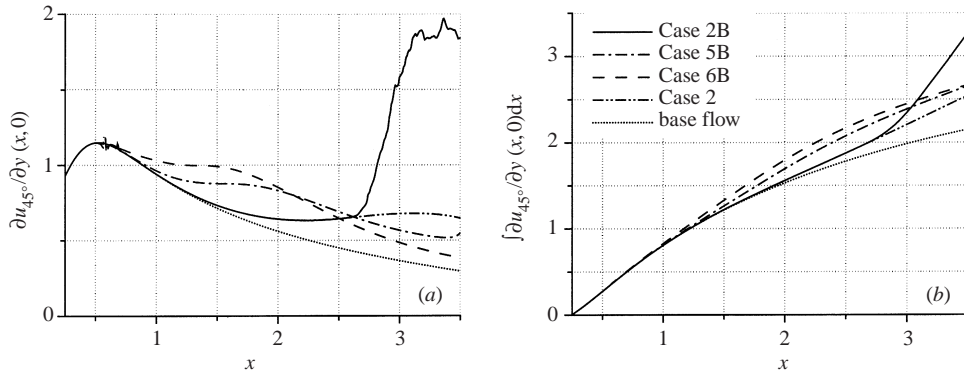 2
1
0
1
2
3
x
∂u45°/∂y (x, 0)
(a)
3
2
1
0
1
2
3
x
∫∂u45°/∂y (x, 0)dx
(b)
Case 2B
Case 5B
Case 6B
Case 2
base flow